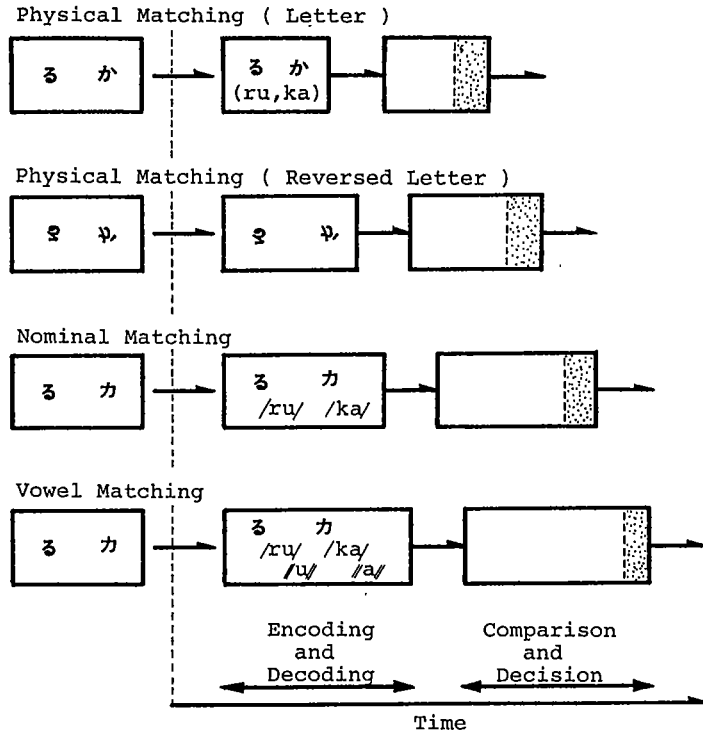 Physical Matching ( Letter )
る か
る か
(ru,ka)
Physical Matching ( Reversed Letter )
Nominal Matching
る カ
る カ
/ru/ /ka/
Vowel Matching
る カ
る カ
/ru/ /ka/
//u// //a//
Encoding
and
Decoding
Comparison
and
Decision
Time